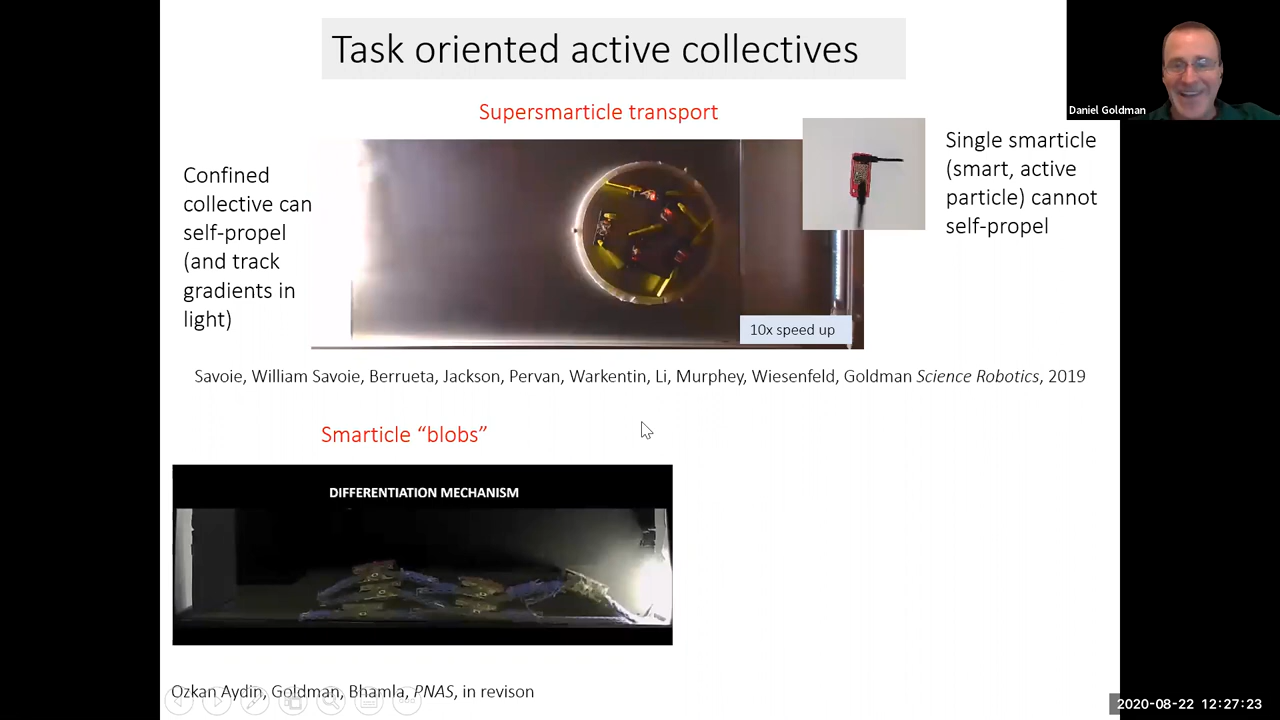 Task oriented active collectives
Daniel Goldman
Supersmarticle transport
Confined
collective can
self-propel
(and track
gradients in
light)
Single smarticle
(smart, active
particle) cannot
self-propel
10x speed up
Savoie, William Savoie, Berrueta, Jackson, Pervan, Warkentin, Li, Murphey, Wiesenfeld, Goldman Science Robotics, 2019
Smarticle “blobs”
DIFFERENTIATION MECHANISM
Ozkan Aydin, Goldman, Bhamla, PNAS, in revison
2020-08-22 12:27:23